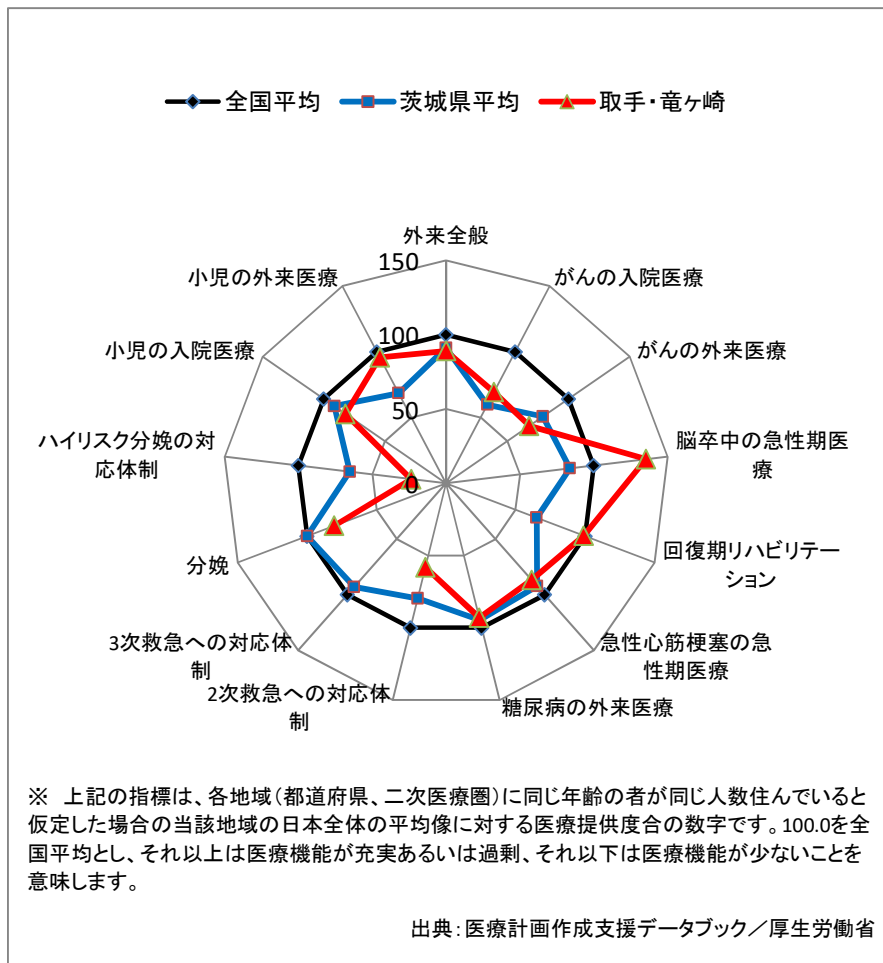 全国平均 茨城県平均 取手・竜ヶ崎
外来全般
150
小児の外来医療
がんの入院医療
100
小児の入院医療
がんの外来医療
50
ハイリスク分娩の対
応体制
脳卒中の急性期医
療
0
分娩
回復期リハビリテー
ション
3次救急への対応体
制
急性心筋梗塞の急
性期医療
2次救急への対応体
制
糖尿病の外来医療
※ 上記の指標は、各地域(都道府県、二次医療圏)に同じ年齢の者が同じ人数住んでいると
仮定した場合の当該地域の日本全体の平均像に対する医療提供度合の数字です。100.0を全
国平均とし、それ以上は医療機能が充実あるいは過剰、それ以下は医療機能が少ないことを
意味します。
出典:医療計画作成支援データブック/厚生労働省